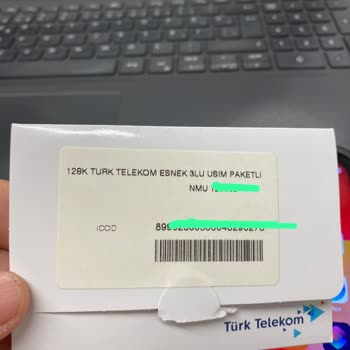 128K TURK TELEKOM ESNEK 3LU USIM PAKETLI
NMU
ICCID
Türk Telekom